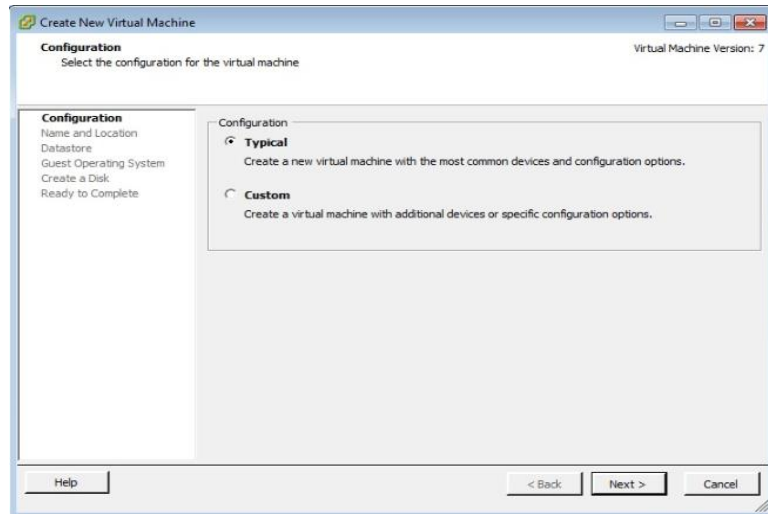 Create New Virtual Machine
Configuration
Select the configuration for the virtual machine
Virtual Machine Version: 7
Configuration
Name and Location
Datastore
Guest Operating System
Create a Disk
Ready to Complete
Configuration
Typical
Create a new virtual machine with the most common devices and configuration options.
Custom
Create a virtual machine with additional devices or specific configuration options.
Help
< Back
Next >
Cancel